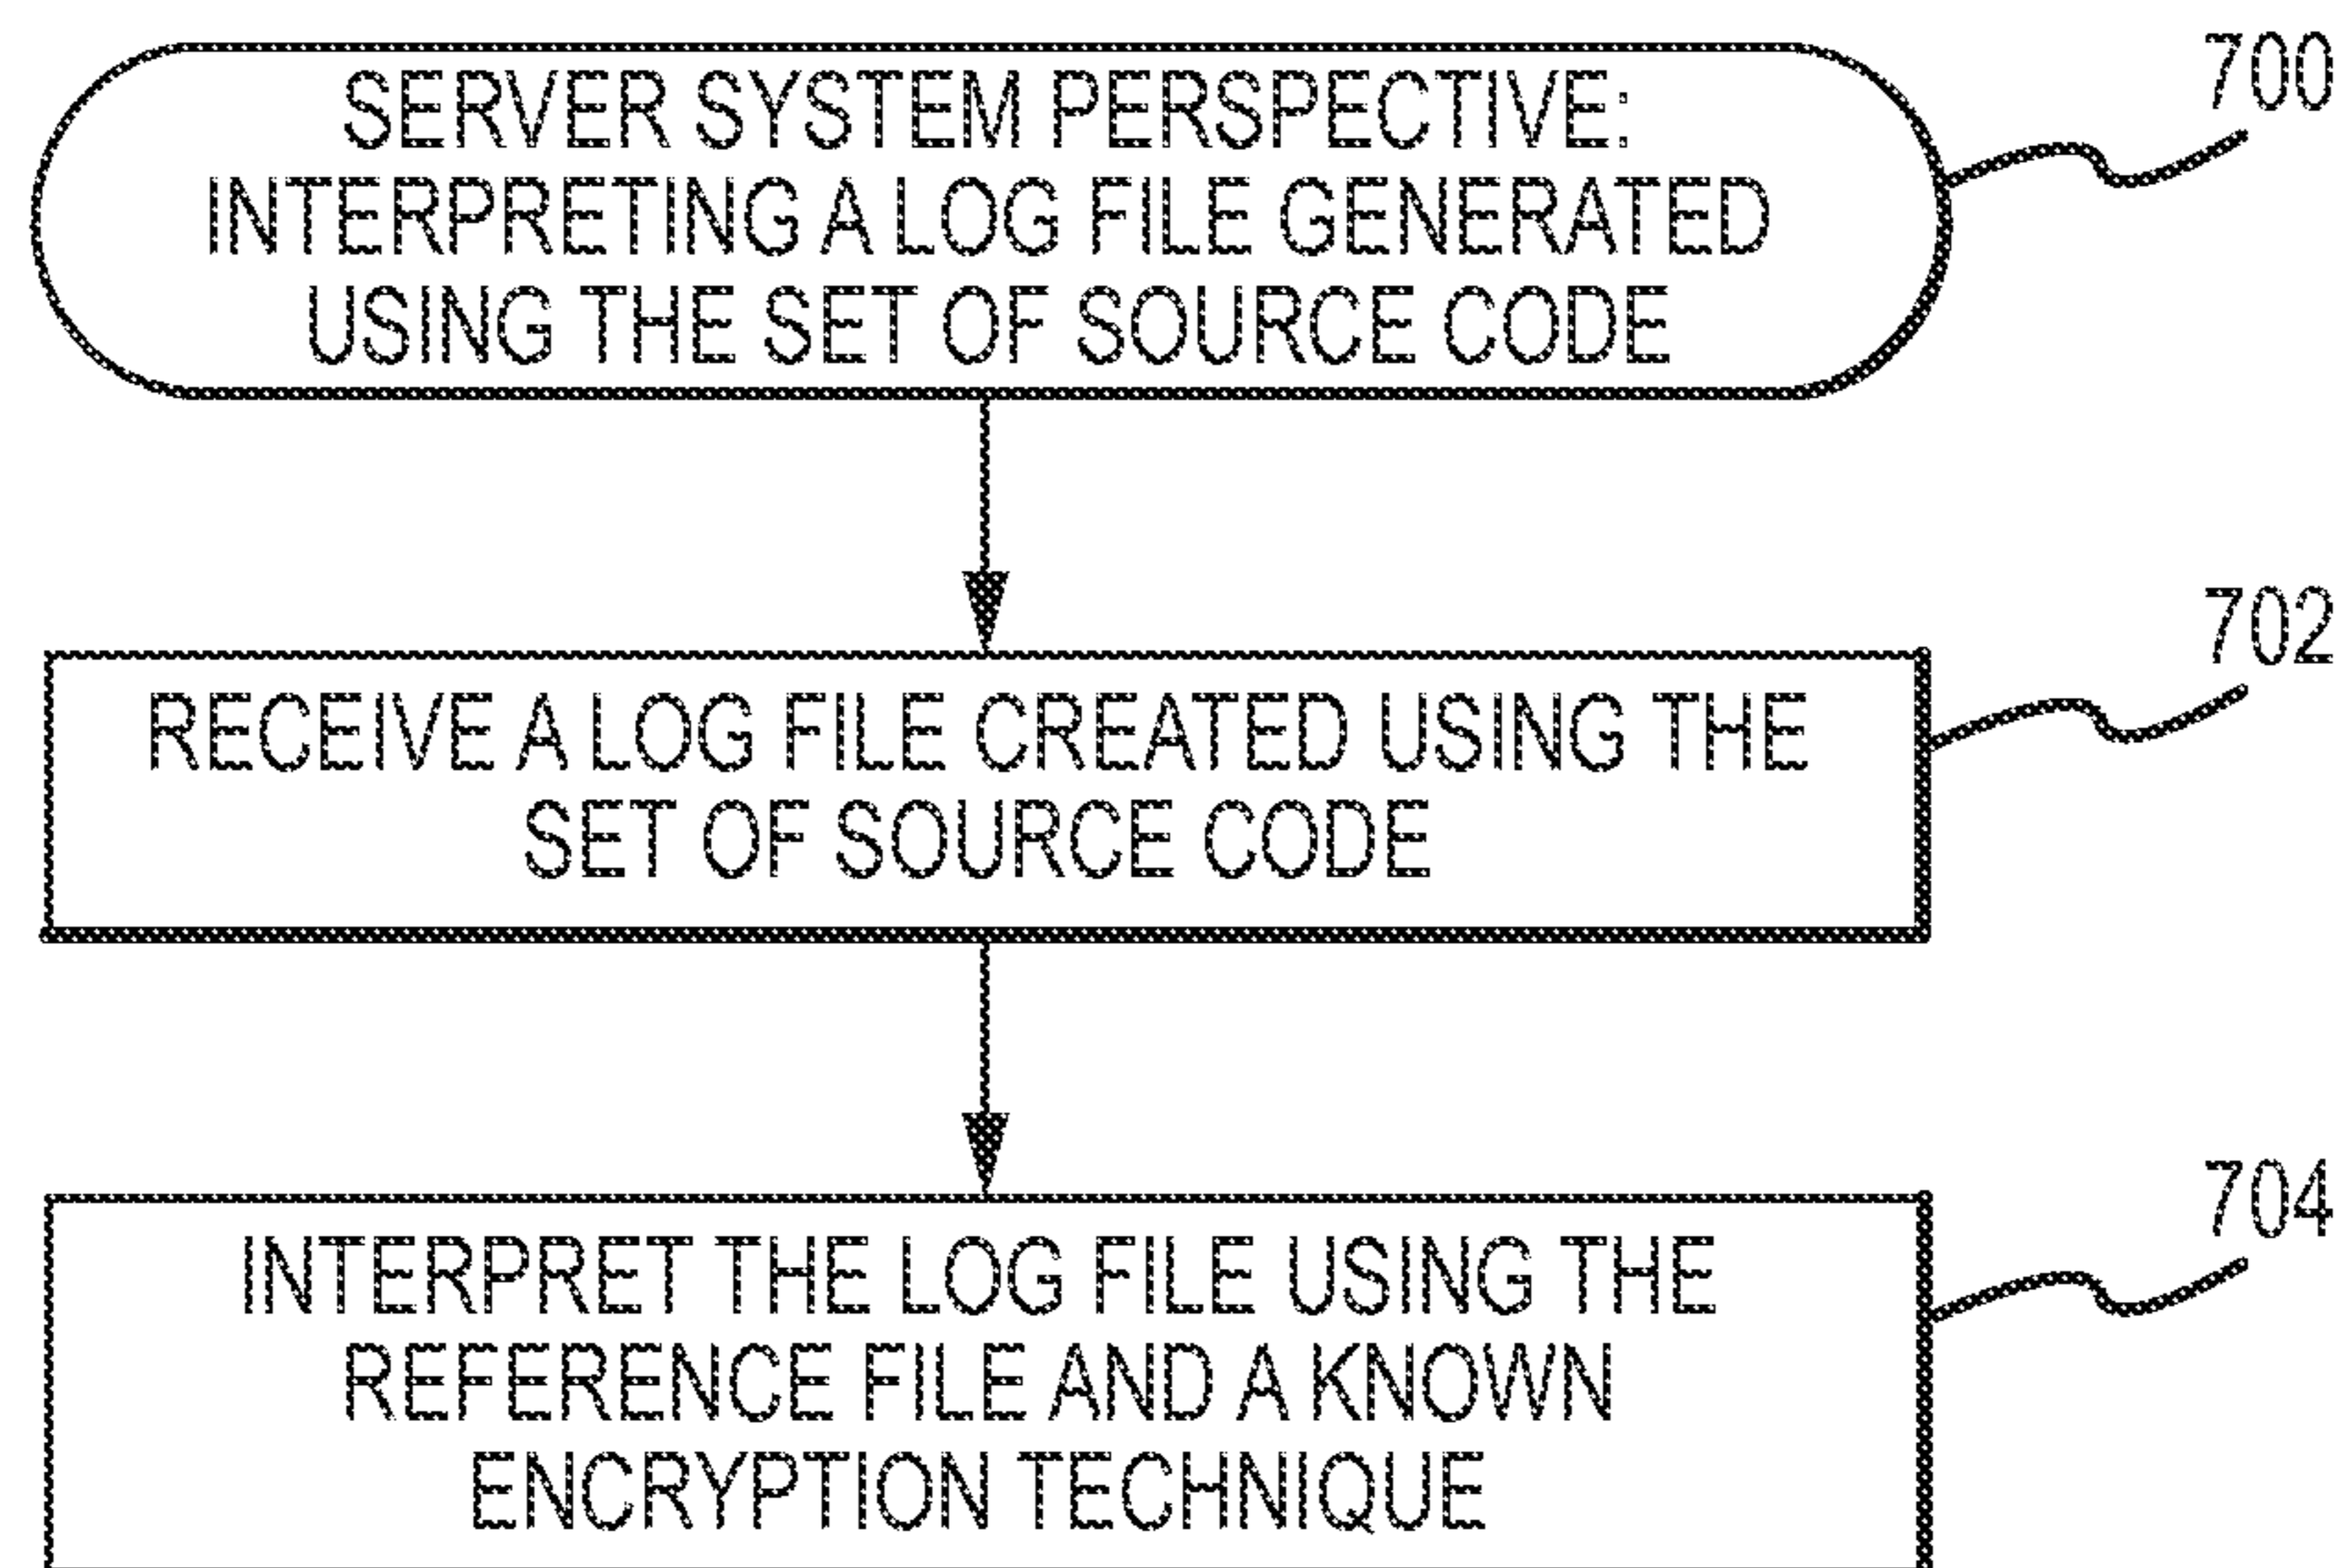 SERVER SYSTEM PERSPECTIVE:
INTERPRETING A LOG FILE GENERATED
USING THE SET OF SOURCE CODE
700
RECEIVE A LOG FILE CREATED USING THE
SET OF SOURCE CODE
702
INTERPRET THE LOG FILE USING THE
REFERENCE FILE AND A KNOWN
ENCRYPTION TECHNIQUE
704